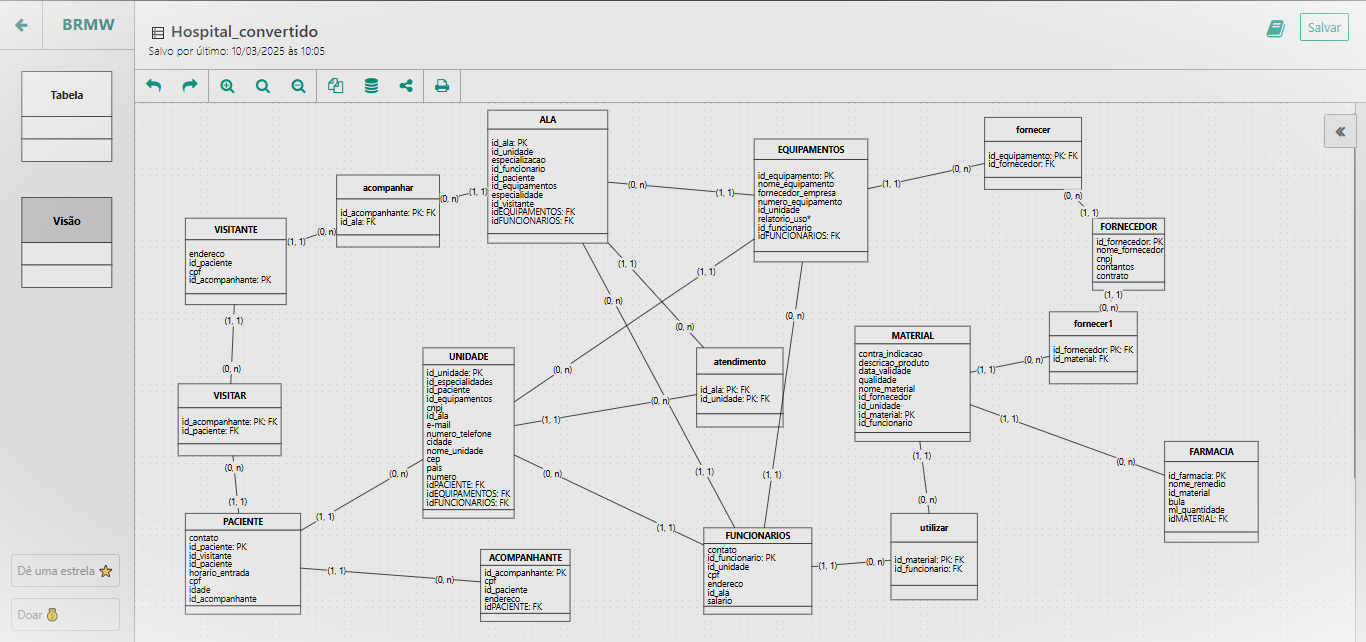 BRMW
Hospital_convertido
Salvo por último: 10/03/2025 às 10:05
Salvar
Tabela
Visão
Dê uma estrela
Doar
ALA
id_ala: PK
id_unidade
especializacao
id_funcionario
id_paciente
id_equipamentos
especialidade
id_visitante
idEQUIPAMENTOS: FK
idFUNCIONARIOS: FK
EQUIPAMENTOS
id_equipamento: PK
nome_equipamento
fornecedor_empresa
numero_equipamento
id_unidade
relatorio_uso*
id_funcionario
idFUNCIONARIOS: FK
fornecer
id_equipamento: PK: FK
id_fornecedor: FK
acompanhar
id_acompanhante: PK: FK
id_ala: FK
VISITANTE
endereco
id_paciente
cpf
id_acompanhante: PK
FORNECEDOR
id_fornecedor: PK
nome_fornecedor
cnpj
contantos
contrato
fornecer1
id_fornecedor: PK: FK
id_material: FK
MATERIAL
contra_indicacao
descricao_produto
data_validade
qualidade
nome_material
id_fornecedor
id_unidade
id_material: PK
id_funcionario
UNIDADE
id_unidade: PK
id_especialidades
id_paciente
id_equipamentos
cnpj
id_ala
e-mail
numero_telefone
cidade
nome_unidade
cep
pais
numero
idPACIENTE: FK
idEQUIPAMENTOS: FK
idFUNCIONARIOS: FK
atendimento
id_ala: PK: FK
id_unidade: PK: FK
VISITAR
id_acompanhante: PK: FK
id_paciente: FK
FARMACIA
id_farmacia: PK
nome_remedio
id_material
bula
ml_quantidade
idMATERIAL: FK
PACIENTE
contato
id_paciente: PK
id_visitante
id_paciente
horario_entrada
cpf
idade
id_acompanhante
ACOMPANHANTE
id_acompanhante: PK
cpf
id_paciente
endereco
idPACIENTE: FK
FUNCIONARIOS
contato
id_funcionario: PK
id_unidade
cpf
endereco
id_ala
salario
utilizar
id_material: PK: FK
id_funcionario: FK
(0, n)
(1, 1)
(0, n)
(1, 1)
(1, 1)
(0, n)
(0, n)
(1, 1)
(1, 1)
(0, n)
(1, 1)
(0, n)
(1, 1)
(1, 1)
(0, n)
(0, n)
(0, n)
(1, 1)
(0, n)
(0, n)
(1, 1)
(0, n)
(0, n)
(1, 1)
(0, n)
(1, 1)
(0, n)
(1, 1)
(1, 1)
(0, n)
(0, n)
(0, n)
(1, 1)
(1, 1)
(0, n)
(1, 1)
(1, 1)
(1, 1)
(0, n)
(1, 1)
(1, 1)
(0, n)
(1, 1)
(0, n)